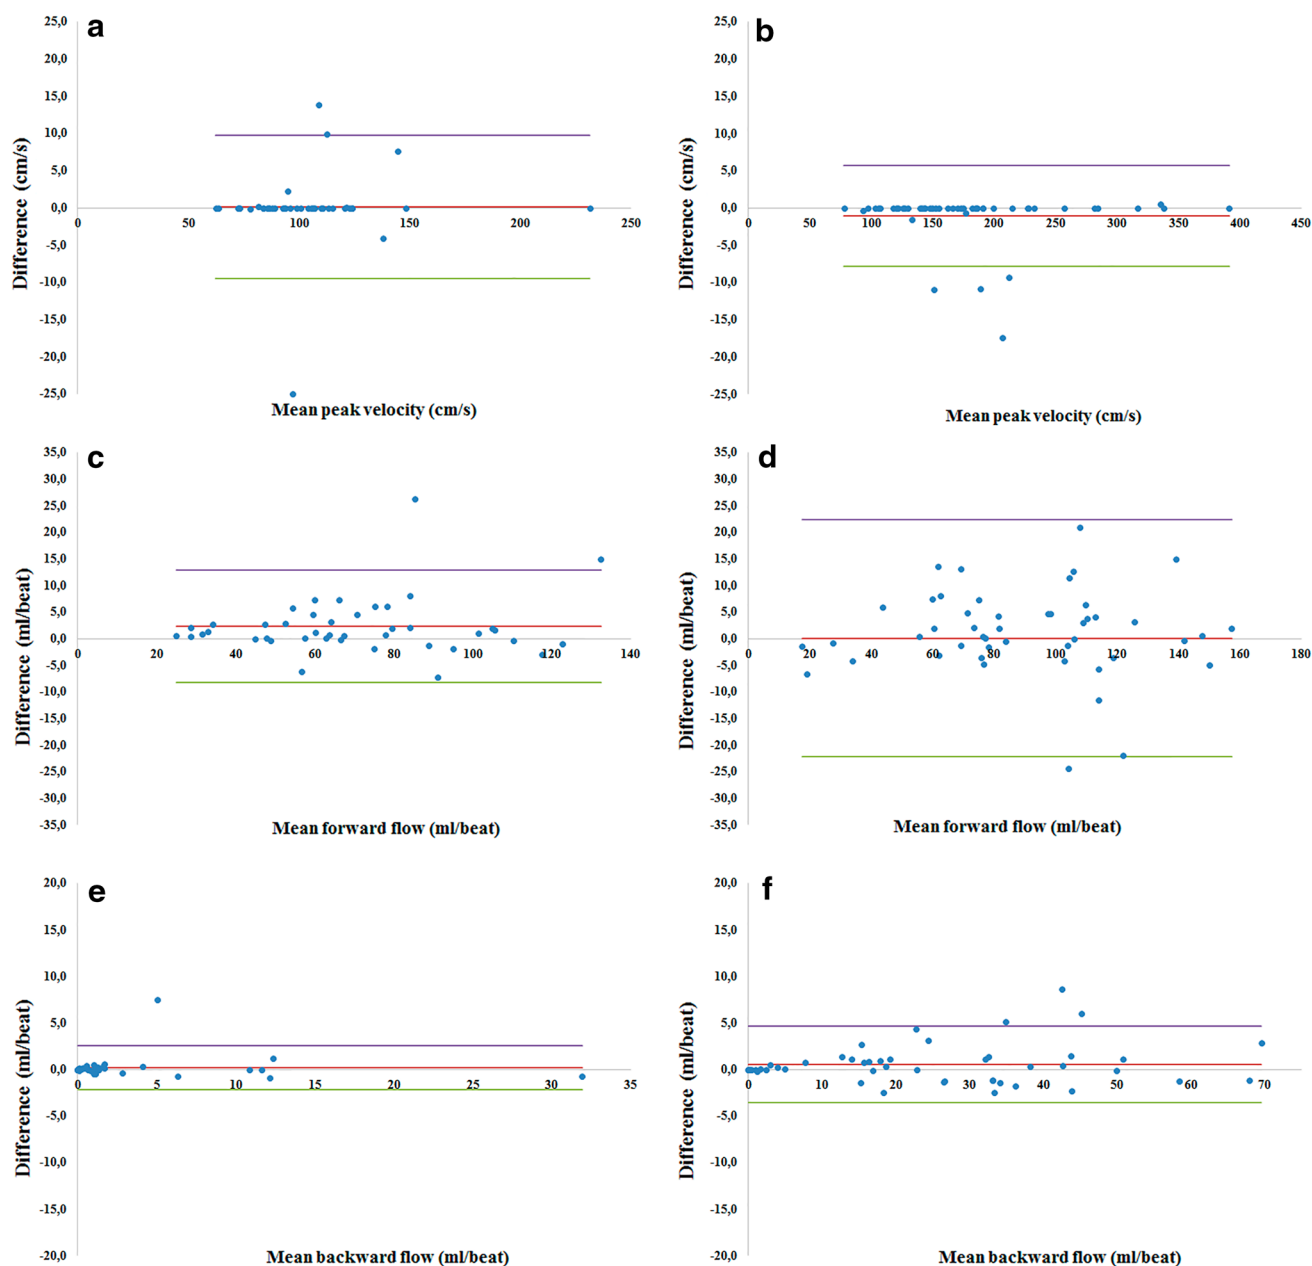 a
25,0
20,0
15,0
10,0
5,0
0,0
-5,0
-10,0
-15,0
-20,0
-25,0
0 50 100 150 200 250
Difference (cm/s)
Mean peak velocity (cm/s)
b
25,0
20,0
15,0
10,0
5,0
0,0
-5,0
-10,0
-15,0
-20,0
-25,0
0 50 100 150 200 250 300 350 400 450
Difference (cm/s)
Mean peak velocity (cm/s)
c
35,0
30,0
25,0
20,0
15,0
10,0
5,0
0,0
-5,0
-10,0
-15,0
-20,0
-25,0
-30,0
-35,0
0 20 40 60 80 100 120 140
Difference (ml/beat)
Mean forward flow (ml/beat)
d
35,0
30,0
25,0
20,0
15,0
10,0
5,0
0,0
-5,0
-10,0
-15,0
-20,0
-25,0
-30,0
-35,0
0 20 40 60 80 100 120 140 160 180
Difference (ml/beat)
Mean forward flow (ml/beat)
e
20,0
15,0
10,0
5,0
0,0
-5,0
-10,0
-15,0
-20,0
0 5 10 15 20 25 30 35
Difference (ml/beat)
Mean backward flow (ml/beat)
f
20,0
15,0
10,0
5,0
0,0
-5,0
-10,0
-15,0
-20,0
0 10 20 30 40 50 60 70
Difference (ml/beat)
Mean backward flow (ml/beat)